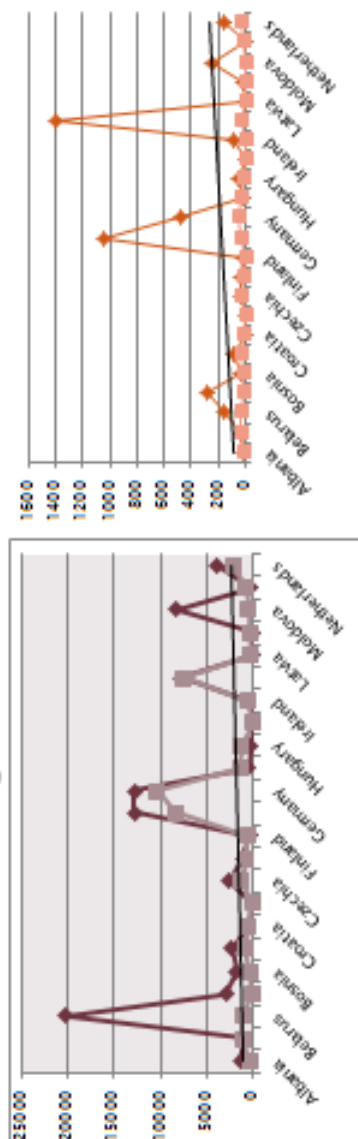 1600
1400
1200
1000
800
600
400
200
0
Albania
Belarus
Bosnia
Croatia
Czechia
Finland
Germany
Hungary
Ireland
Latvia
Moldova
Netherlands
25000
20000
15000
10000
5000
0
Albania
Belarus
Bosnia
Croatia
Czechia
Finland
Germany
Hungary
Ireland
Latvia
Moldova
Netherlands